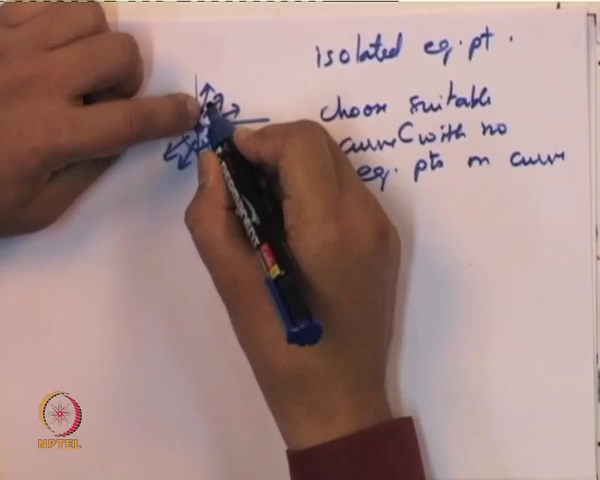 isolated eq. pt.
choose suitable
curve C with no
eq. pts on curve
NPTEL